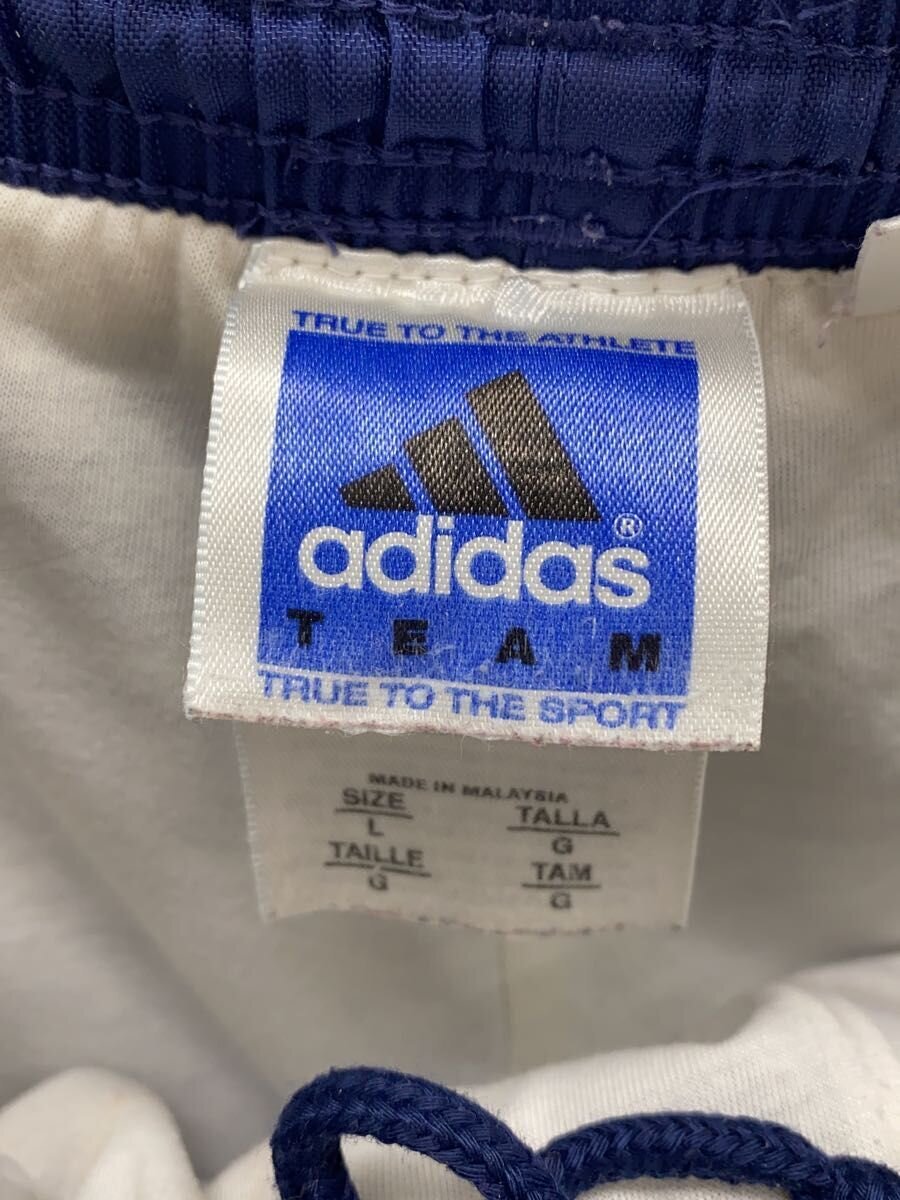 TRUE TO THE ATHLETE
adidas®
TEAM
TRUE TO THE SPORT
MADE IN MALAYSIA
SIZE TALLA
L G
TAILLE TAM
G G